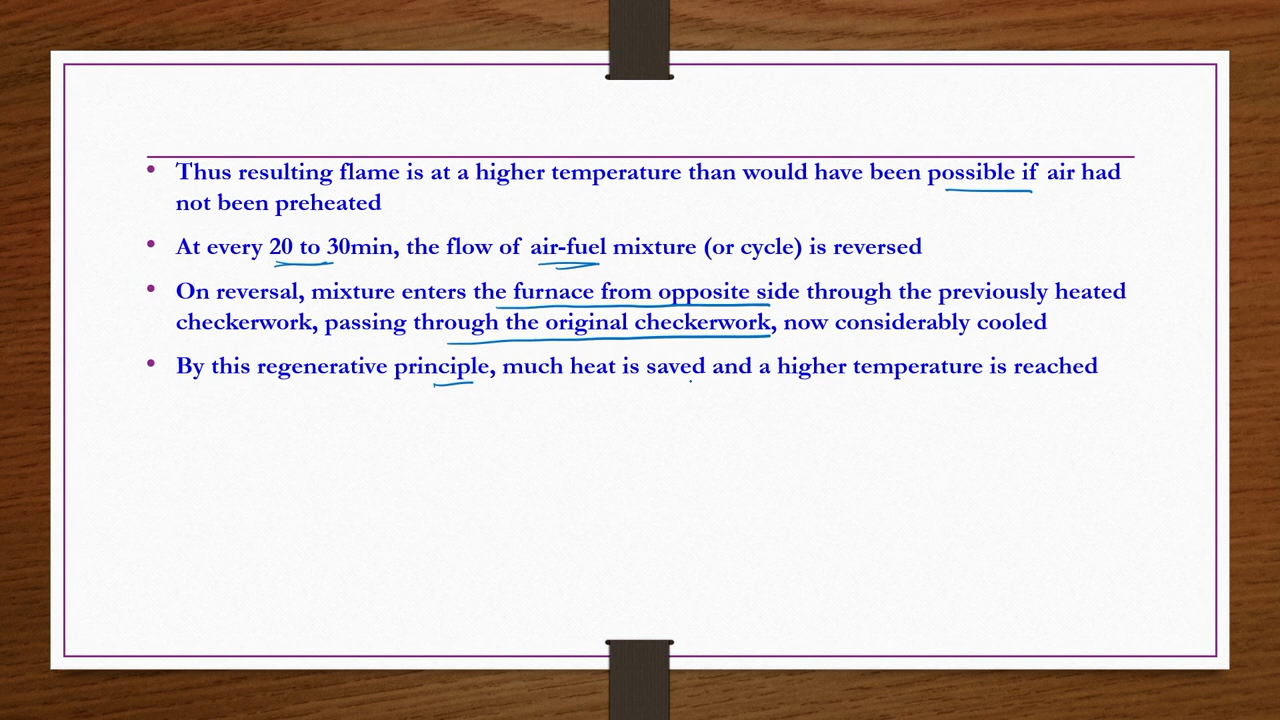 • Thus resulting flame is at a higher temperature than would have been possible if air had
not been preheated
• At every 20 to 30min, the flow of air-fuel mixture (or cycle) is reversed
• On reversal, mixture enters the furnace from opposite side through the previously heated
checkerwork, passing through the original checkerwork, now considerably cooled
• By this regenerative principle, much heat is saved and a higher temperature is reached